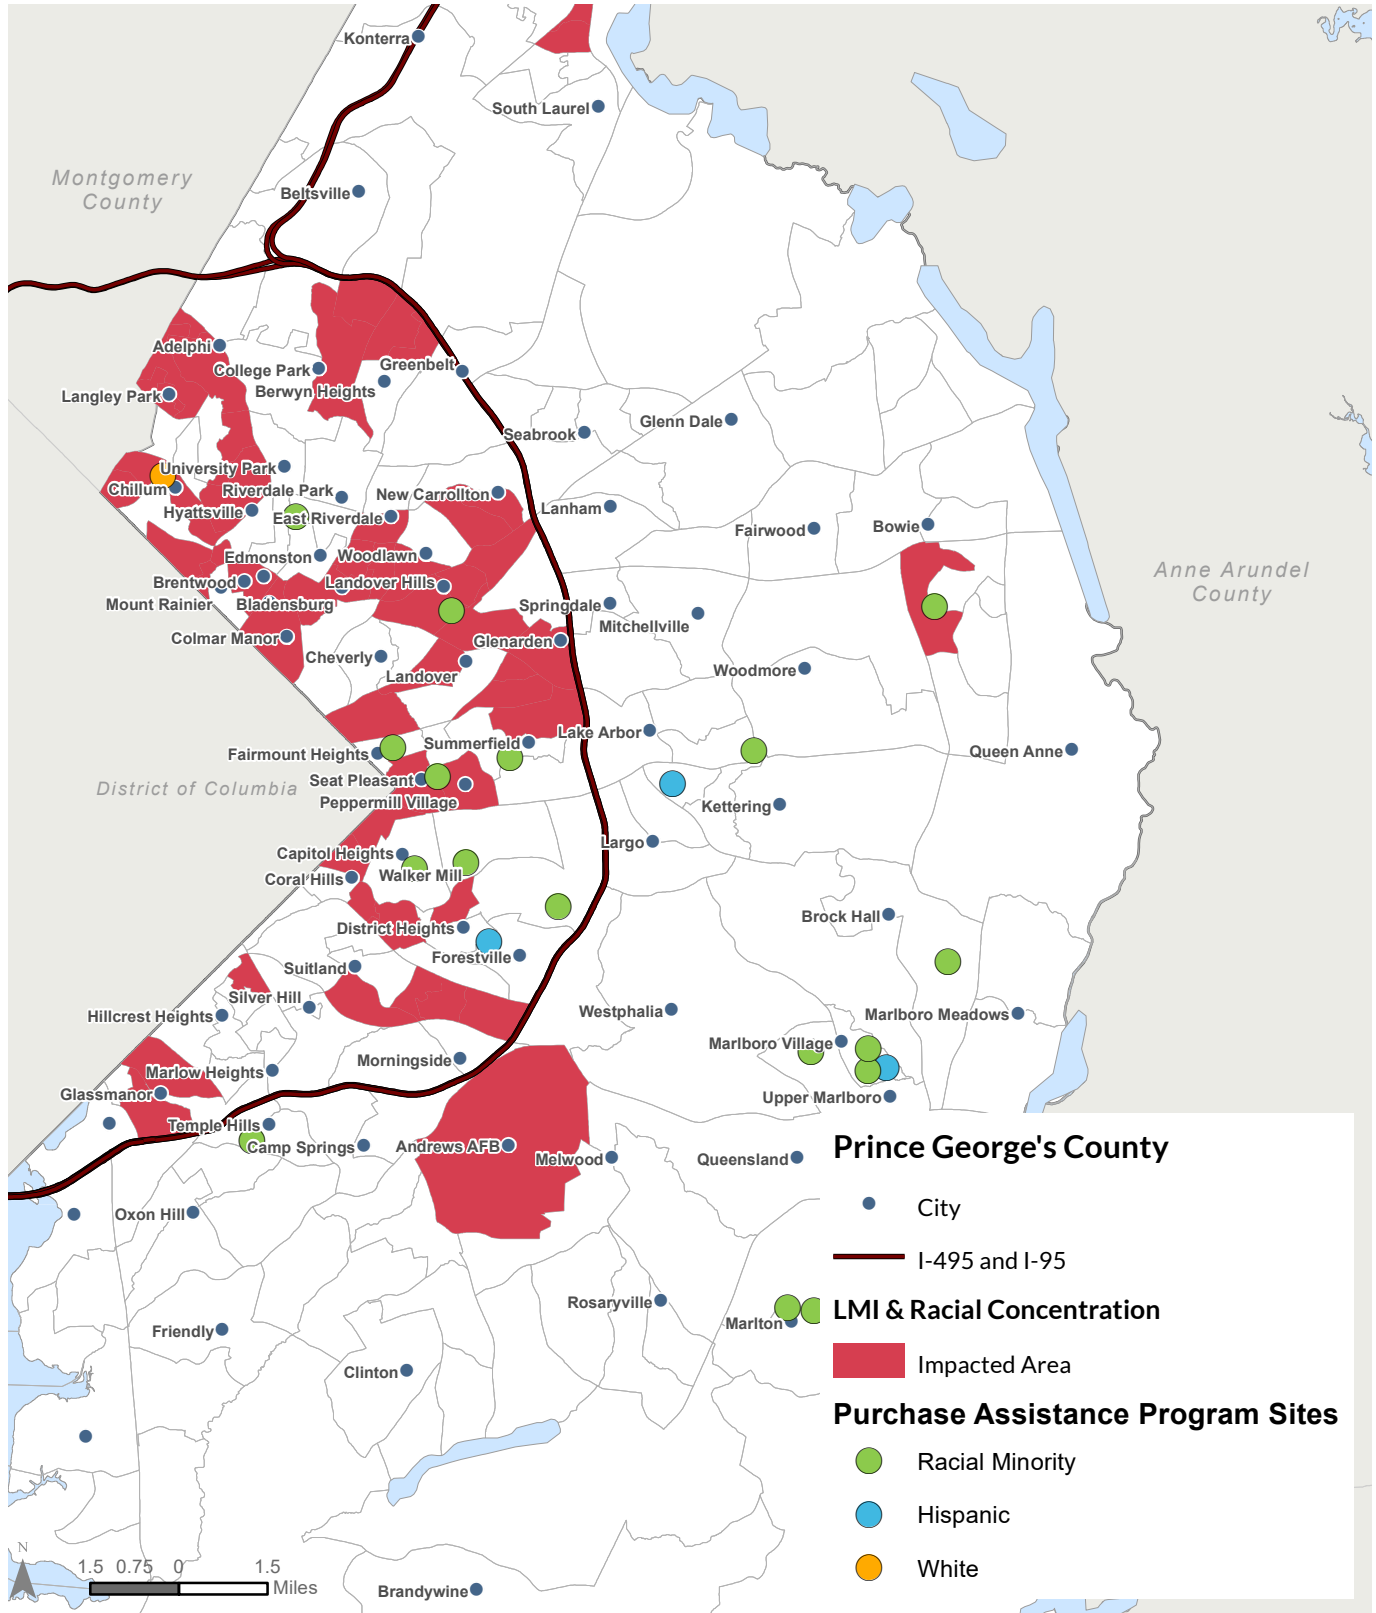 Konterra
South Laurel
Montgomery
County
Beltsville
Adelphi
College Park
Greenbelt
Langley Park
Berwyn Heights
Glenn Dale
Seabrook
University Park
Chillum
Riverdale Park
New Carrollton
Hyattsville
East Riverdale
Lanham
Fairwood
Bowie
Edmonston
Woodlawn
Anne Arundel
County
Brentwood
Landover Hills
Mount Rainier
Bladensburg
Springdale
Mitchellville
Colmar Manor
Glenarden
Cheverly
Landover
Woodmore
Fairmount Heights
Summerfield
Lake Arbor
Queen Anne
Seat Pleasant
District of Columbia
Peppermill Village
Kettering
Largo
Capitol Heights
Coral Hills
Walker Mill
Brock Hall
District Heights
Forestville
Suitland
Silver Hill
Hillcrest Heights
Westphalia
Marlboro Meadows
Marlboro Village
Morningside
Marlow Heights
Glassmanor
Upper Marlboro
Temple Hills
Camp Springs
Andrews AFB
Melwood
Queensland
Oxon Hill
Rosaryville
Marlton
Friendly
Clinton
Brandywine
Prince George's County
City
I-495 and I-95
LMI & Racial Concentration
Impacted Area
Purchase Assistance Program Sites
Racial Minority
Hispanic
White
N
1.5 0.75 0 1.5
Miles